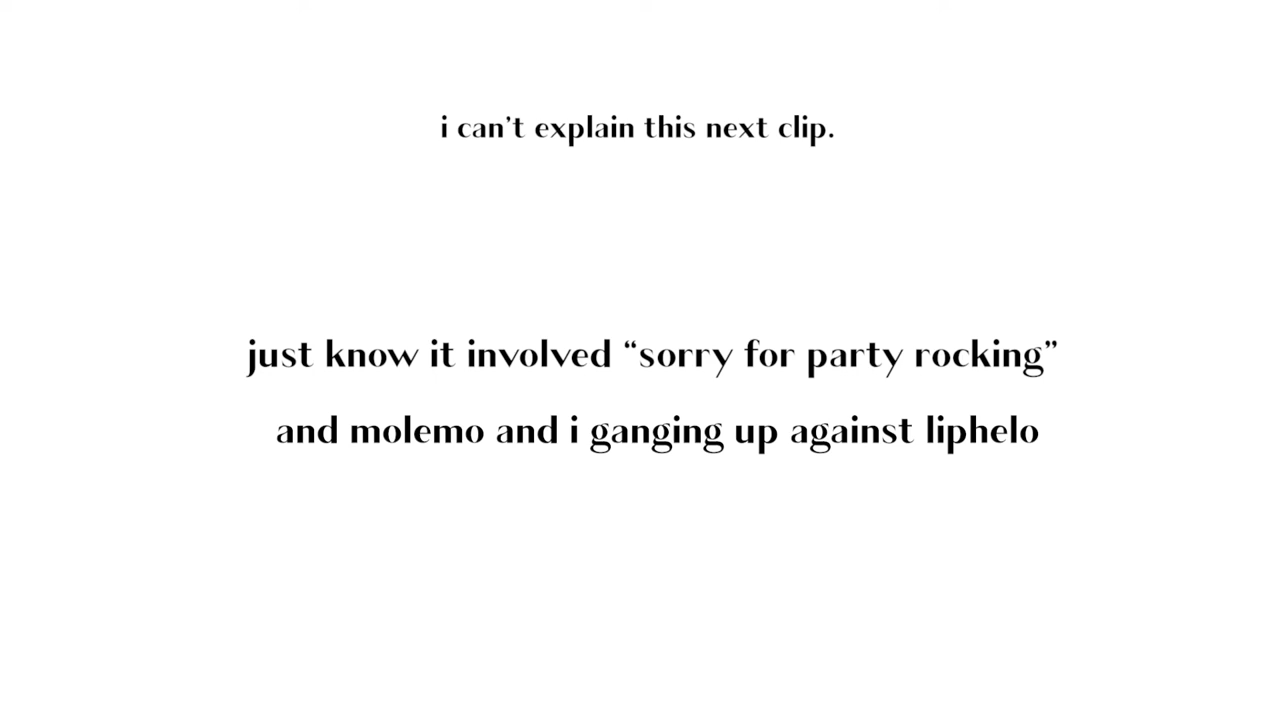 i can’t explain this next clip.
just know it involved “sorry for party rocking”
and molemo and i ganging up against liphelo